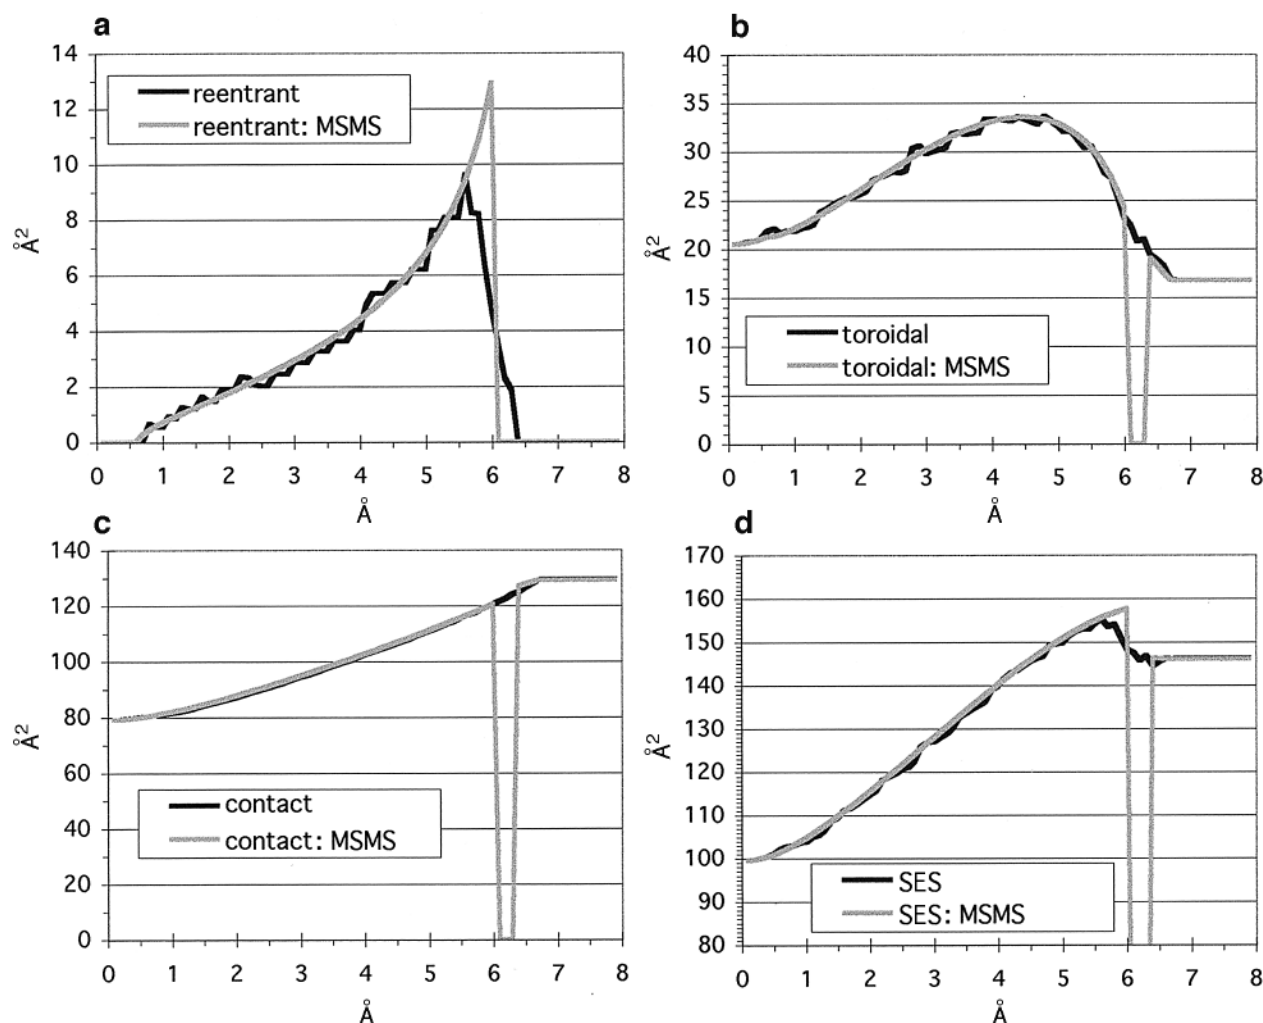 a
14
12
10
8
6
4
2
0
Å2
reentrant
reentrant: MSMS
0 1 2 3 4 5 6 7 8
Å
b
40
35
30
25
20
15
10
5
0
Å2
toroidal
toroidal: MSMS
0 1 2 3 4 5 6 7 8
Å
c
140
120
100
80
60
40
20
0
Å2
contact
contact: MSMS
0 1 2 3 4 5 6 7 8
Å
d
170
160
150
140
130
120
110
100
90
80
Å2
SES
SES: MSMS
0 1 2 3 4 5 6 7 8
Å